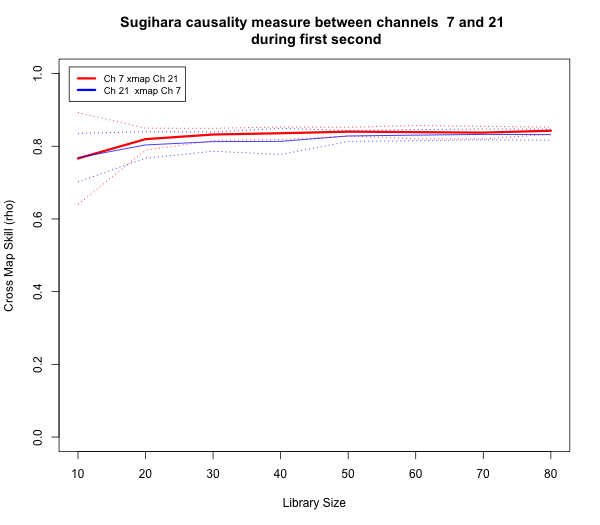 Sugihara causality measure between channels  7 and 21
during first second
Ch 7 xmap Ch 21
Ch 21  xmap Ch 7
Cross Map Skill (rho)
1.0
0.8
0.6
0.4
0.2
0.0
10 20 30 40 50 60 70 80
Library Size